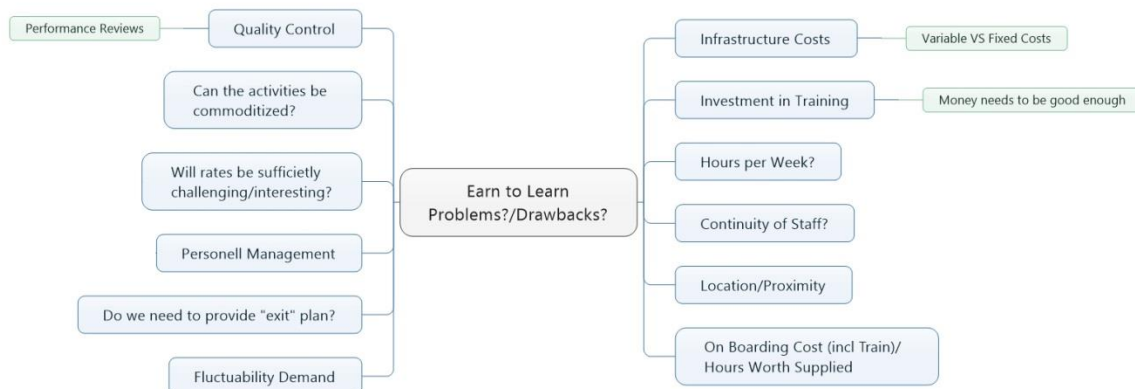 Performance Reviews
Quality Control
Can the activities be
commoditized?
Will rates be sufficietly
challenging/interesting?
Personell Management
Do we need to provide "exit" plan?
Fluctuability Demand
Earn to Learn
Problems?/Drawbacks?
Infrastructure Costs
Variable VS Fixed Costs
Investment in Training
Money needs to be good enough
Hours per Week?
Continuity of Staff?
Location/Proximity
On Boarding Cost (incl Train)/
Hours Worth Supplied